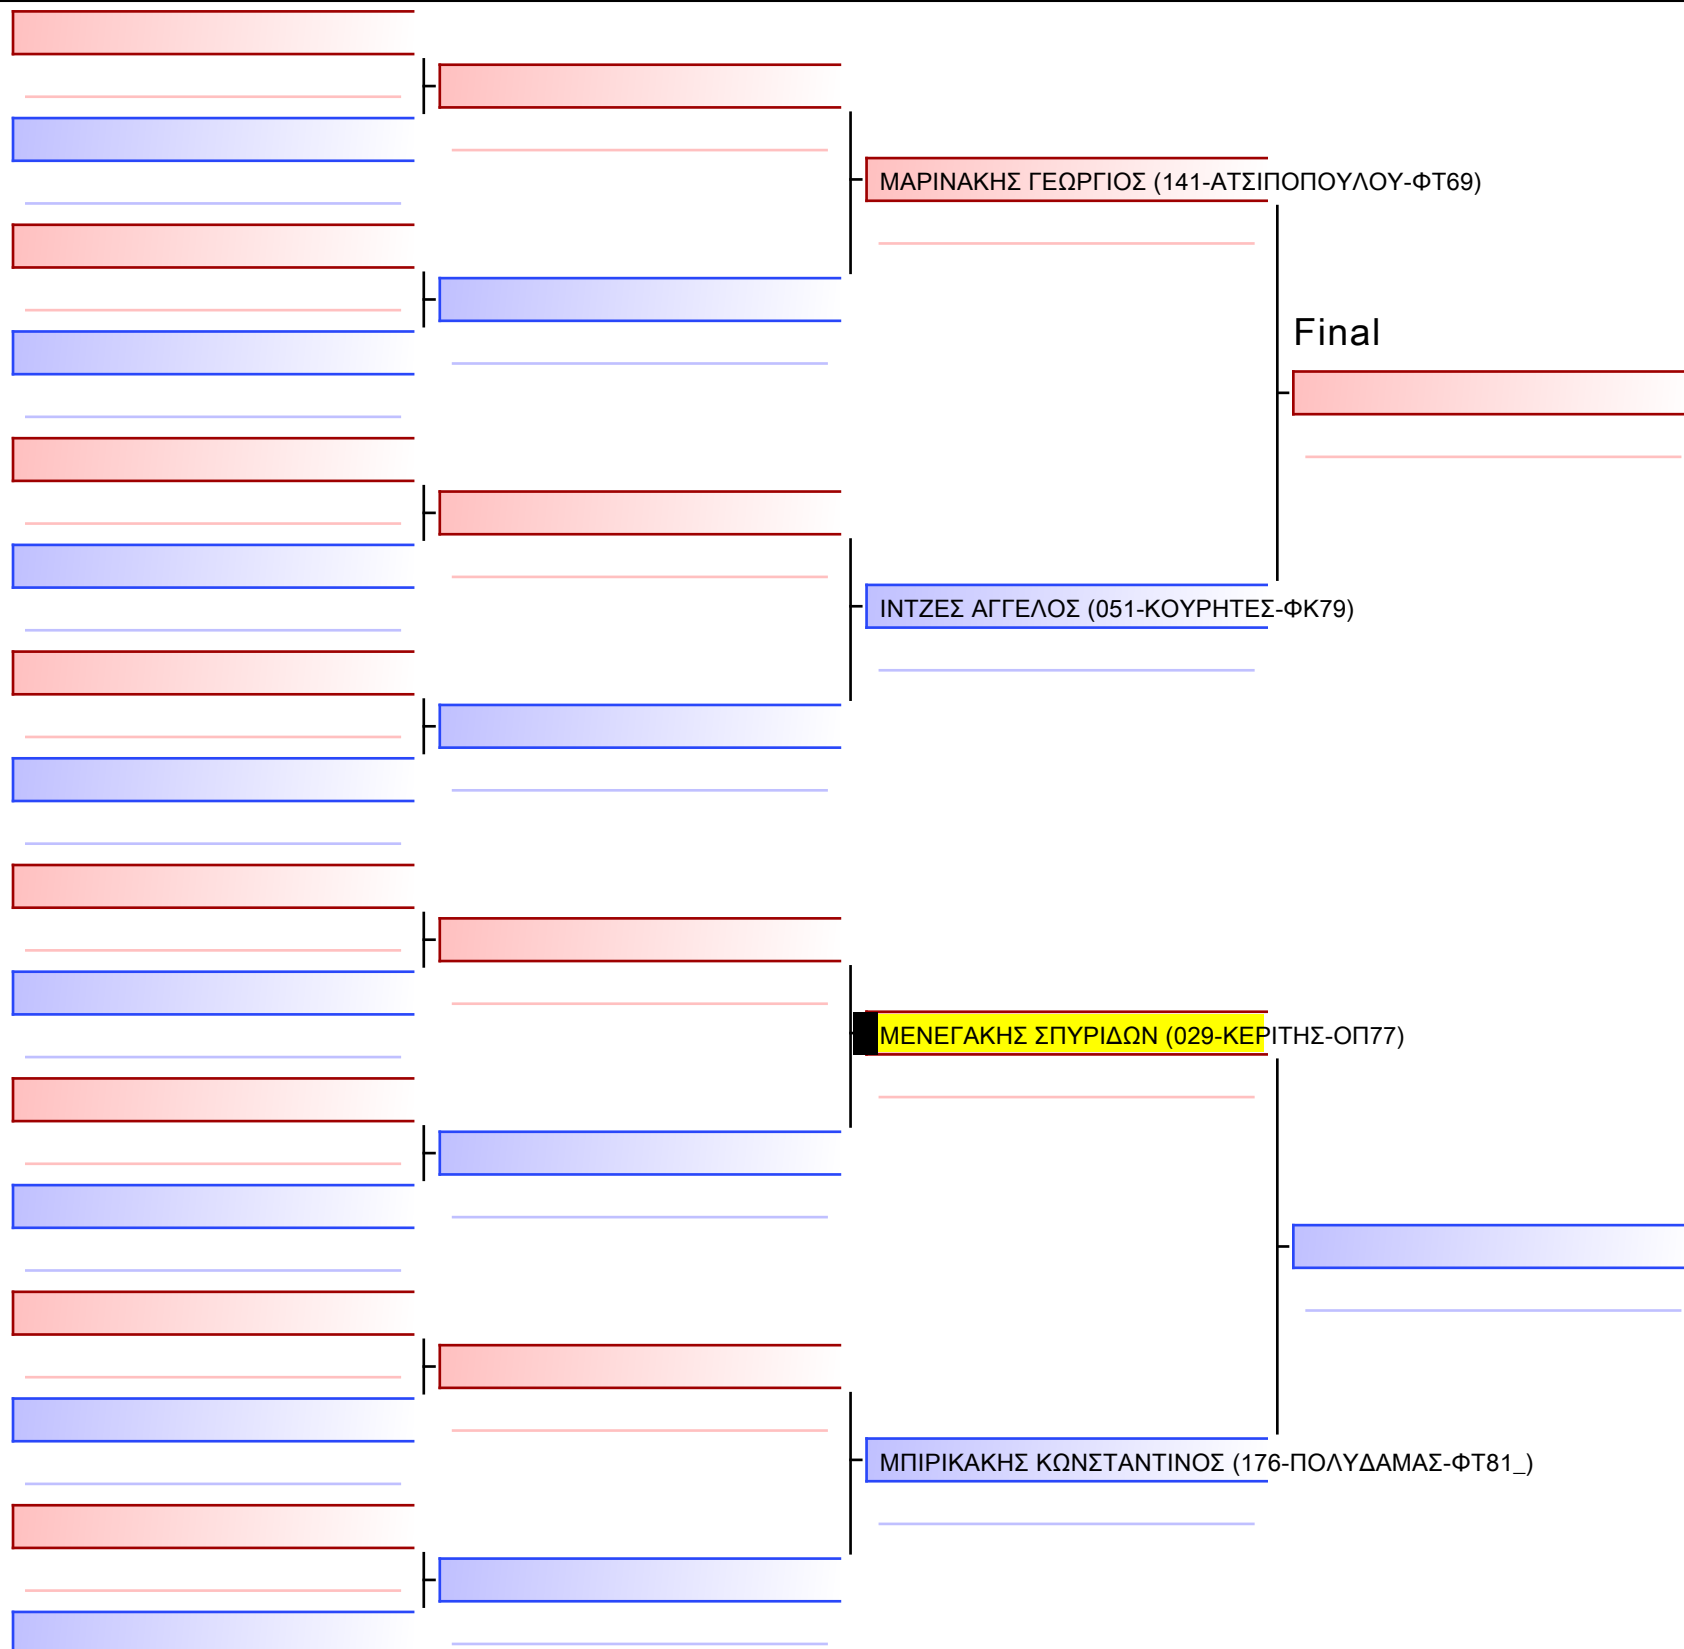 ΜΑΡΙΝΑΚΗΣ ΓΕΩΡΓΙΟΣ (141-ΑΤΣΙΠΟΠΟΥΛΟΥ-ΦΤ69)
Final
ΙΝΤΖΕΣ ΑΓΓΕΛΟΣ (051-ΚΟΥΡΗΤΕΣ-ΦΚ79)
ΜΕΝΕΓΑΚΗΣ ΣΠΥΡΙΔΩΝ (029-ΚΕΡΙΤΗΣ-ΟΠ77)
ΜΠΙΡΙΚΑΚΗΣ ΚΩΝΣΤΑΝΤΙΝΟΣ (176-ΠΟΛΥΔΑΜΑΣ-ΦΤ81_)